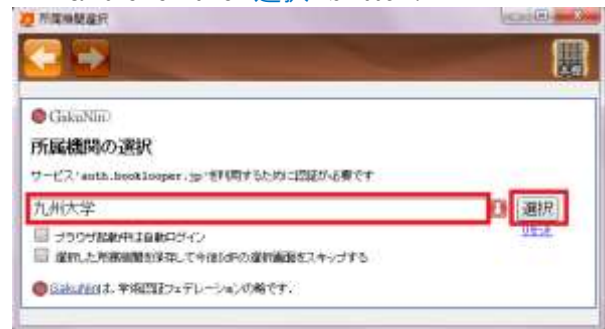 所属機関選択
本棚
GakuNin
所属機関の選択
サービス'auth.booklooper.jp'を利用するために認証が必要です
九州大学
選択
ブラウザ起動中は自動ログイン
リセット
選択した所属機関を保存して今後IdPの選択画面をスキップする
GakuNinは、学術認証フェデレーションの略です。